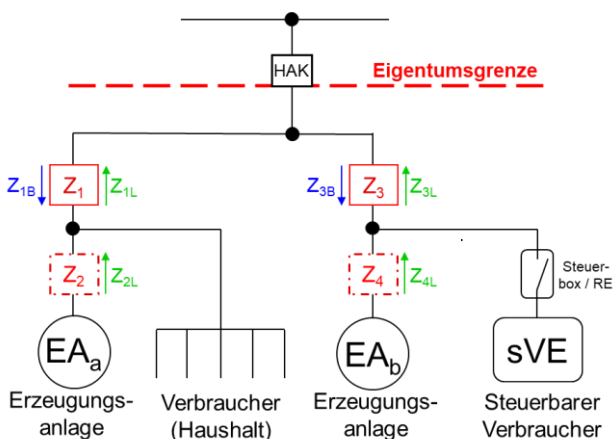 HAK
Eigentumsgrenze
Z1B
Z1
Z1L
Z3B
Z3
Z3L
Z2
Z2L
Z4
Z4L
Steuer-
box / RE
EAa
EAb
sVE
Erzeugungs-
anlage
Verbraucher
(Haushalt)
Erzeugungs-
anlage
Steuerbarer
Verbraucher